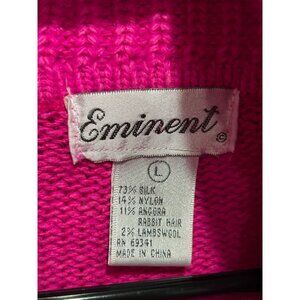 Eminent ©
L
73% SILK
14% NYLON
11% ANGORA
RABBIT HAIR
2% LAMBSWOOL
RN 69341
MADE IN CHINA